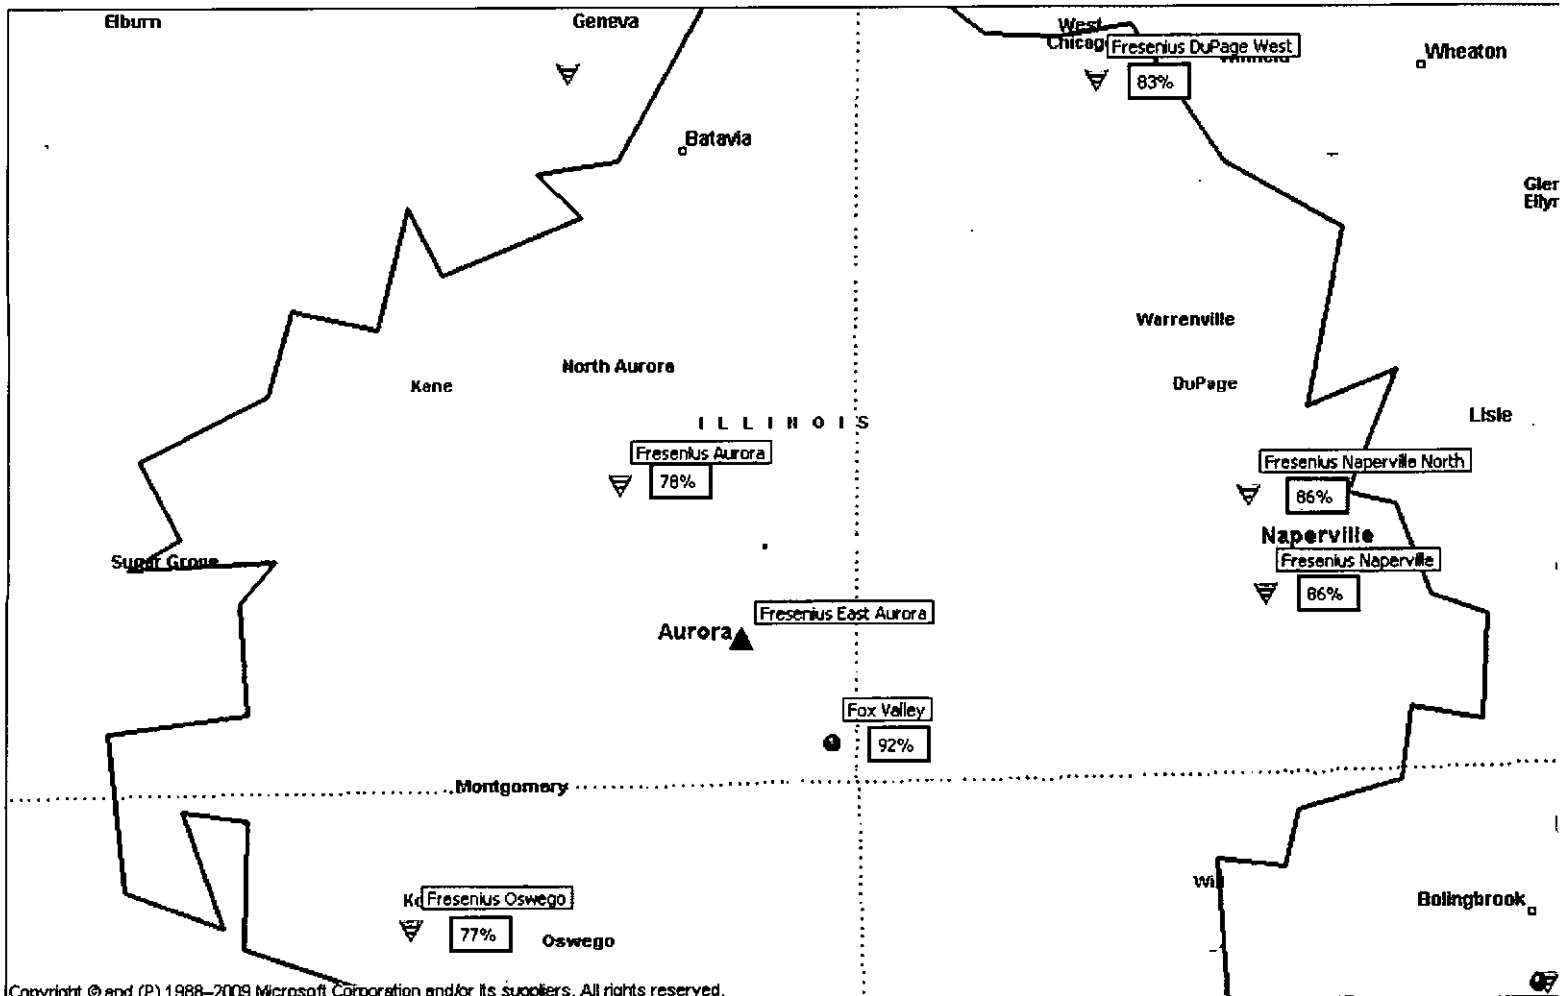 Elburn
Geneva
West
Chicag
Fresenius DuPage West
Winfield
Wheaton
83%
Batavia
Glen
Ellyn
Warrenville
North Aurora
Kane
DuPage
ILLINOIS
Lisle
Fresenius Aurora
78%
Fresenius Naperville North
86%
Naperville
Sugar Grove
Fresenius Naperville
86%
Fresenius East Aurora
Aurora
Fox Valley
92%
Montgomery
Wil
Ke
Fresenius Oswego
Bolingbrook
77%
Oswego
Copyright © and (P) 1988–2009 Microsoft Corporation and/or its suppliers. All rights reserved.